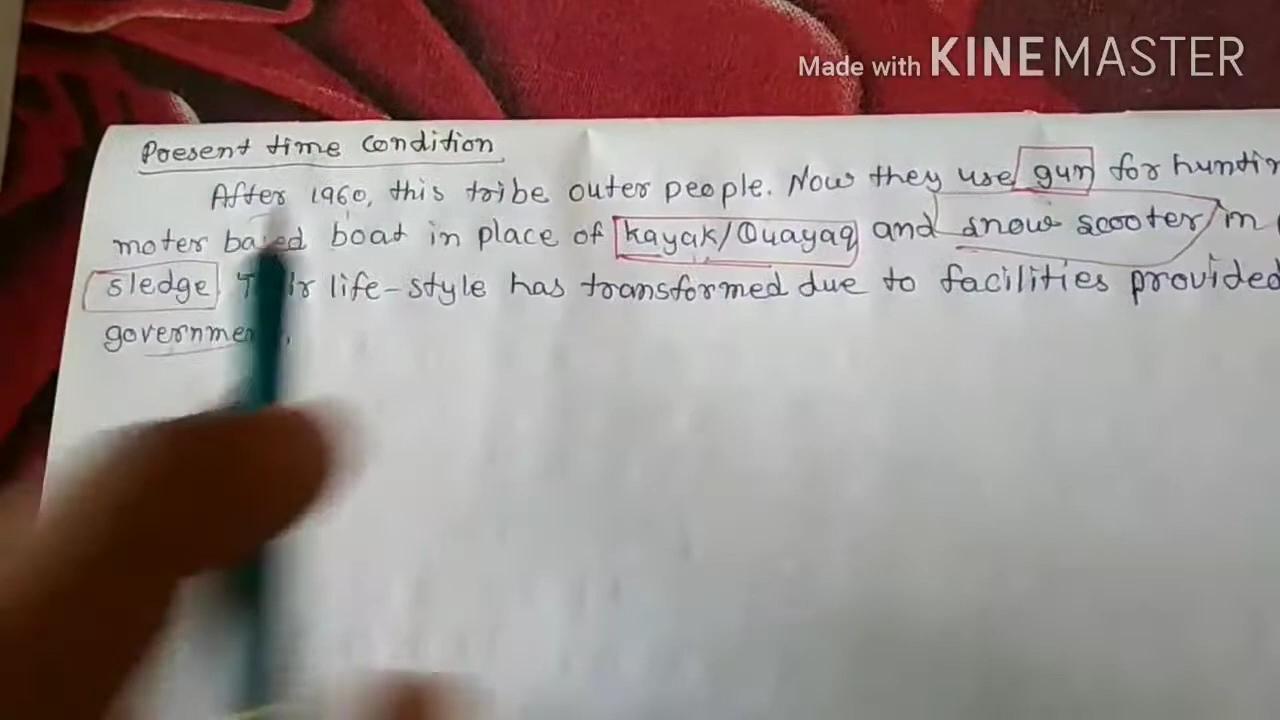 Made with KINEMASTER
Present time condition
After 1960, this tribe outer people. Now they use gun for huntin
moter based boat in place of kayak/Quayaq and snow scooter in
sledge life-style has transformed due to facilities provided
governmen